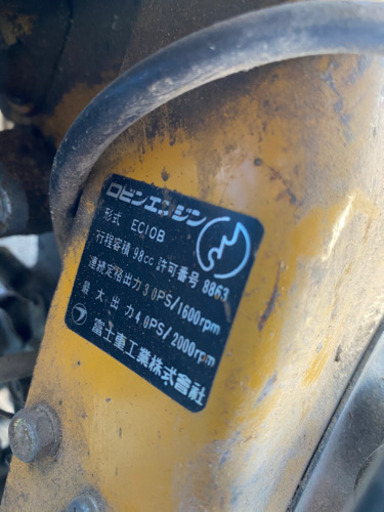 ロビンエンジン
形式 EC10B
行程容積 98cc 許可番号 8863
連続定格出力 3.0PS/1600rpm
最大出力 4.0PS/2000rpm
富士重工業株式會社